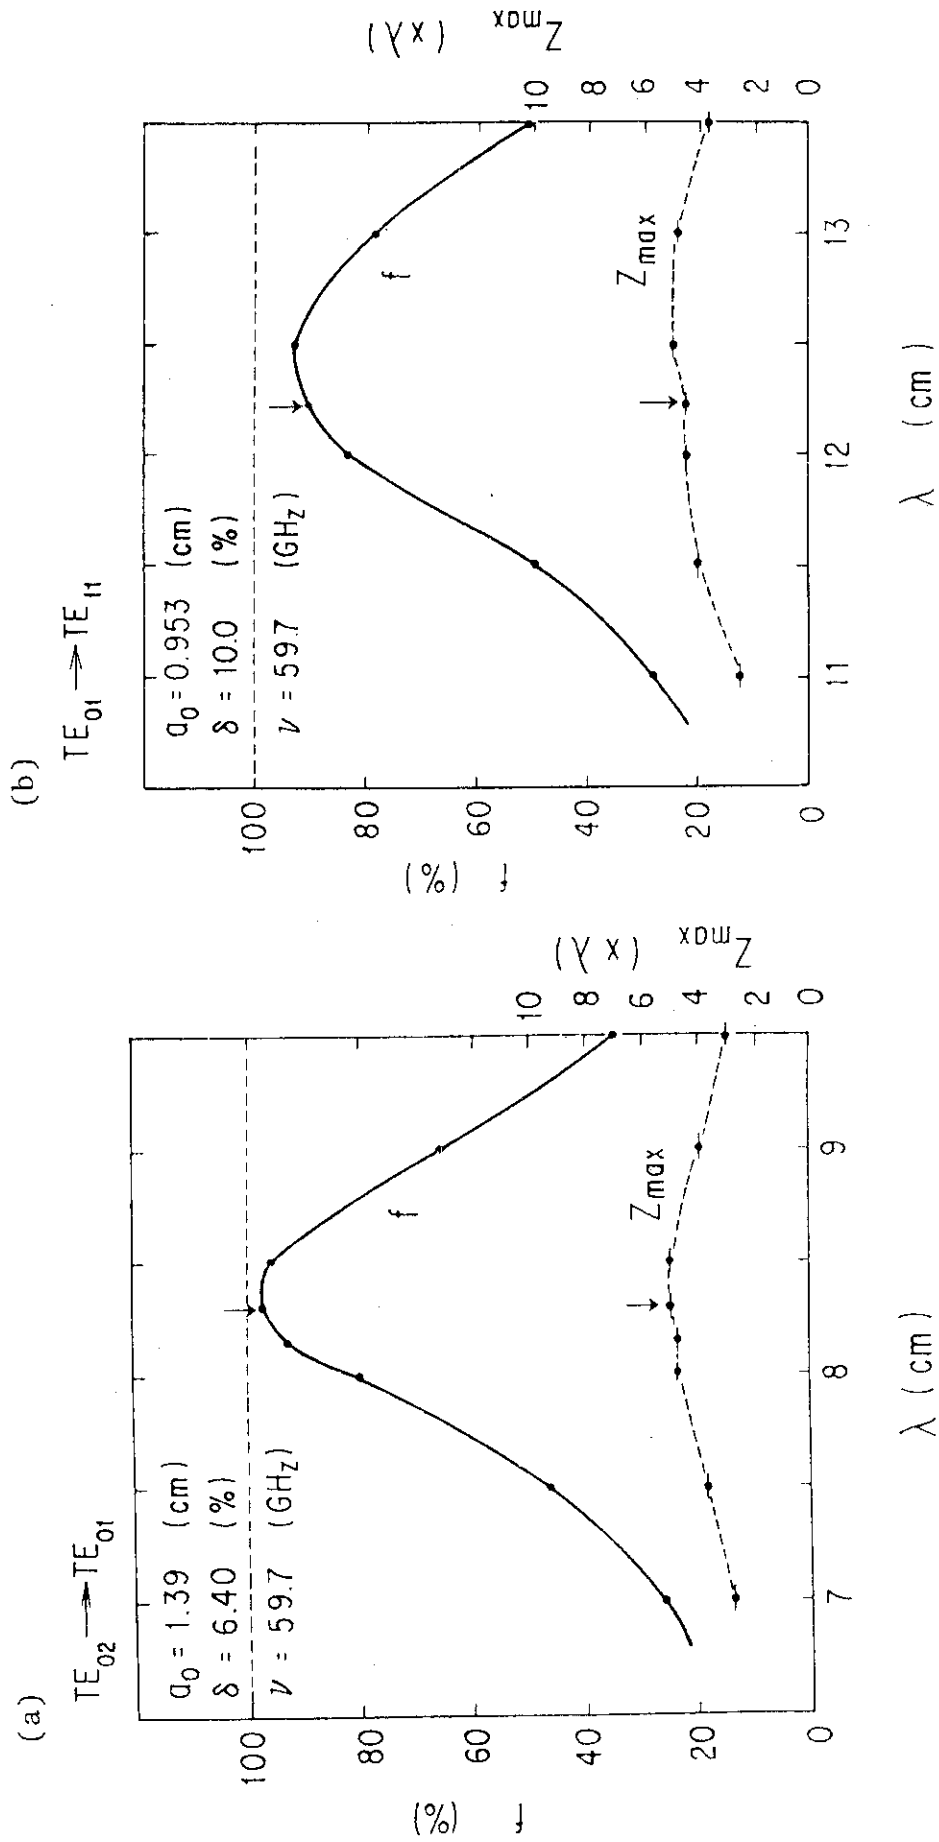 (a)
TE02 → TE01
a0 = 1.39 (cm)
δ = 6.40 (%)
ν = 59.7 (GHz)
f
Zmax
f (%)
100
80
60
40
20
0
7
8
9
λ (cm)
10
8
6
4
2
0
Zmax (xλ)
(b)
TE01 → TE11
a0 = 0.953 (cm)
δ = 10.0 (%)
ν = 59.7 (GHz)
f
Zmax
f (%)
100
80
60
40
20
0
11
12
13
λ (cm)
10
8
6
4
2
0
Zmax (xλ)